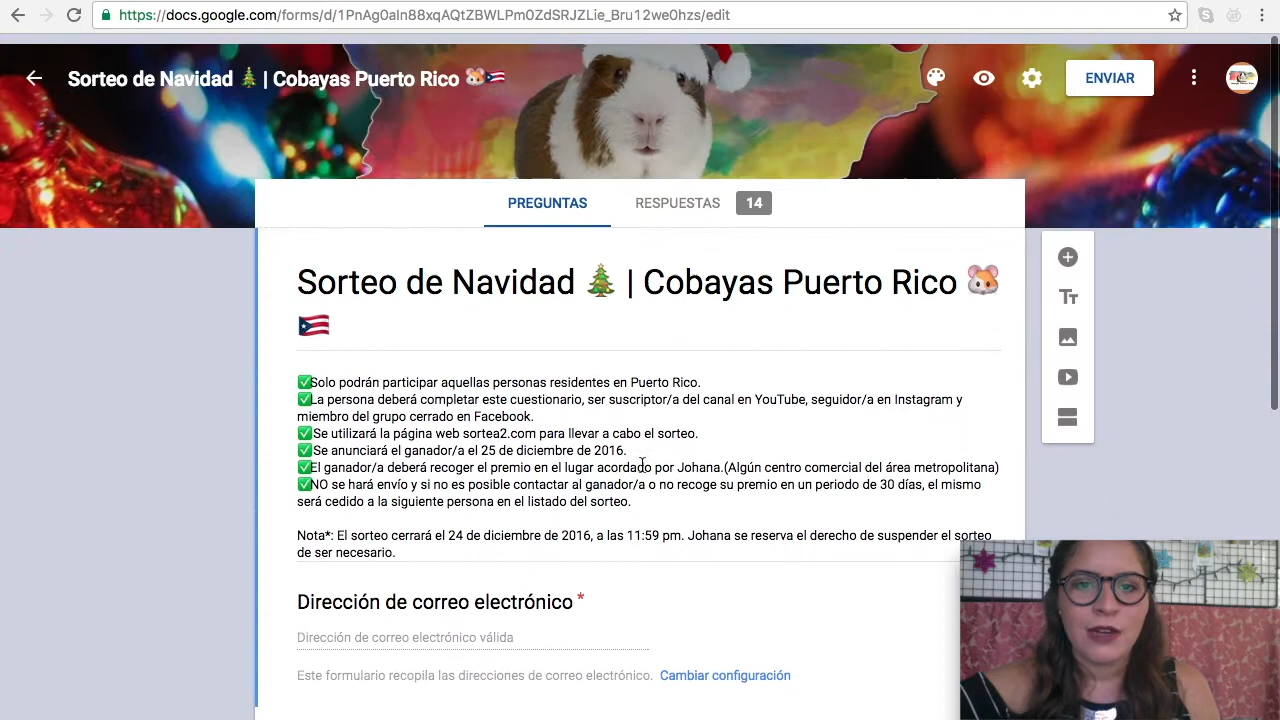 https://docs.google.com/forms/d/1PnAg0aIn88xqAQtZBWLPm0ZdSRJZLie_Bru12we0hzs/edit
Sorteo de Navidad 🎄 | Cobayas Puerto Rico 🐹🇵🇷
ENVIAR
PREGUNTAS
RESPUESTAS
14
Sorteo de Navidad 🎄 | Cobayas Puerto Rico 🐹
🇵🇷
✅Solo podrán participar aquellas personas residentes en Puerto Rico.
✅La persona deberá completar este cuestionario, ser suscriptor/a del canal en YouTube, seguidor/a en Instagram y
miembro del grupo cerrado en Facebook.
✅Se utilizará la página web sortea2.com para llevar a cabo el sorteo.
✅Se anunciará el ganador/a el 25 de diciembre de 2016.
✅El ganador/a deberá recoger el premio en el lugar acordado por Johana.(Algún centro comercial del área metropolitana)
✅NO se hará envío y si no es posible contactar al ganador/a o no recoge su premio en un periodo de 30 días, el mismo
será cedido a la siguiente persona en el listado del sorteo.
Nota*: El sorteo cerrará el 24 de diciembre de 2016, a las 11:59 pm. Johana se reserva el derecho de suspender el sorteo
de ser necesario.
Dirección de correo electrónico *
Dirección de correo electrónico válida
Este formulario recopila las direcciones de correo electrónico. Cambiar configuración